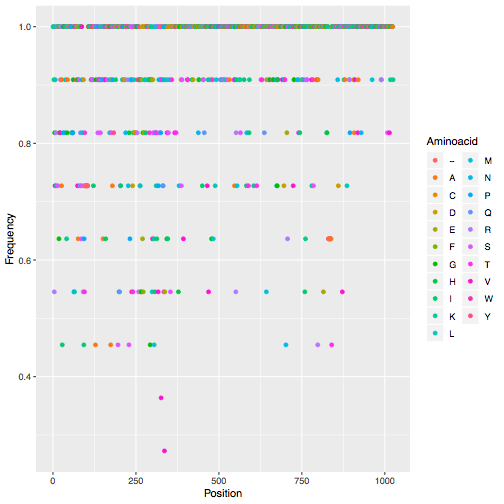 1.0
0.8
0.6
0.4
Frequency
0
250
500
750
1000
Position
Aminoacid
– M
A N
C P
D Q
E R
F S
G T
H V
I W
K Y
L